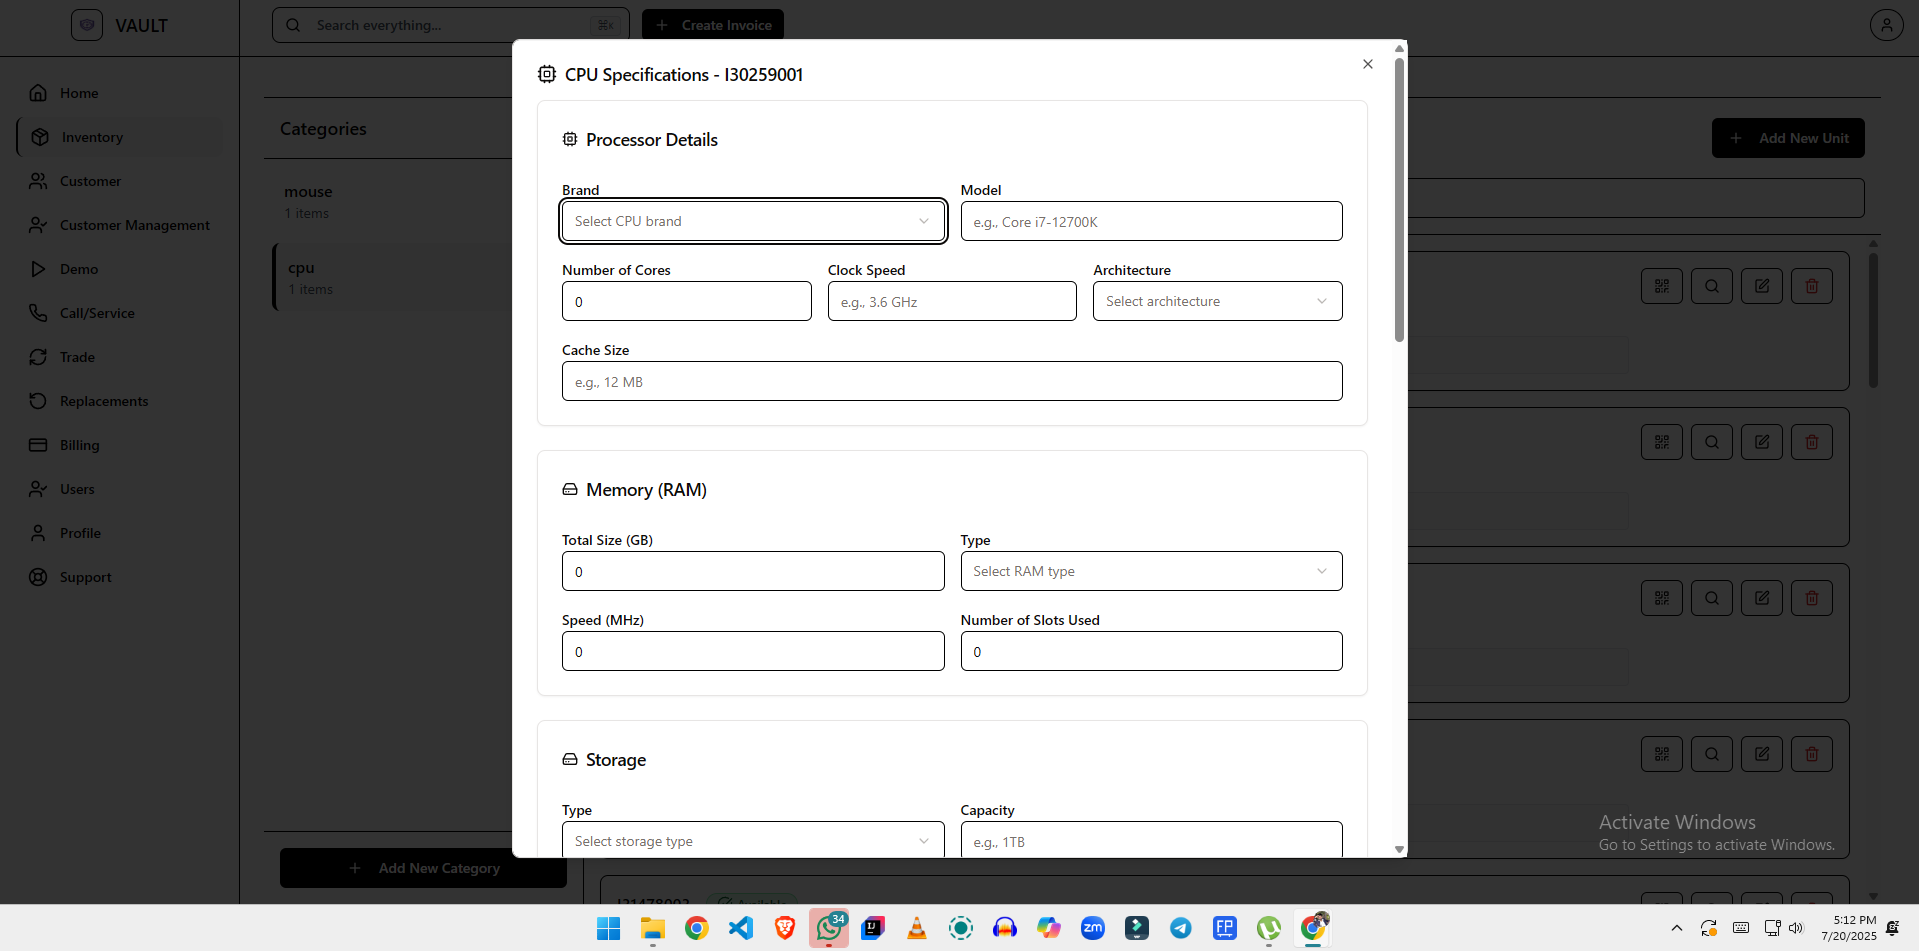 VAULT
Search everything...
⌘K
Create Invoice
Home
Inventory
Customer
Customer Management
Demo
Call/Service
Trade
Replacements
Billing
Users
Profile
Support
Categories
mouse
1 items
cpu
1 items
Add New Category
Add New Unit
CPU Specifications - I30259001
Processor Details
Brand
Model
Select CPU brand
e.g., Core i7-12700K
Number of Cores
Clock Speed
Architecture
0
e.g., 3.6 GHz
Select architecture
Cache Size
e.g., 12 MB
Memory (RAM)
Total Size (GB)
Type
0
Select RAM type
Speed (MHz)
Number of Slots Used
0
0
Storage
Type
Capacity
Select storage type
e.g., 1TB
Activate Windows
Go to Settings to activate Windows.
34
IJ
zm
FP
5:12 PM
7/20/2025